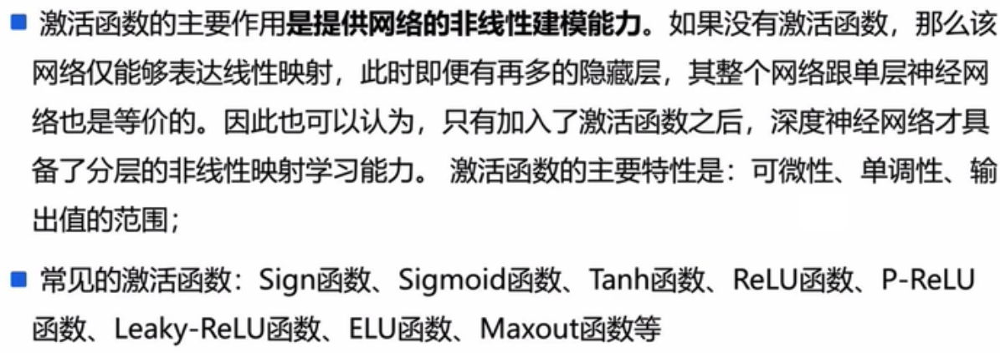 激活函数的主要作用是提供网络的非线性建模能力。如果没有激活函数，那么该
网络仅能够表达线性映射，此时即便有再多的隐藏层，其整个网络跟单层神经网
络也是等价的。因此也可以认为，只有加入了激活函数之后，深度神经网络才具
备了分层的非线性映射学习能力。 激活函数的主要特性是：可微性、单调性、输
出值的范围；
常见的激活函数：Sign函数、Sigmoid函数、Tanh函数、ReLU函数、P-ReLU
函数、Leaky-ReLU函数、ELU函数、Maxout函数等